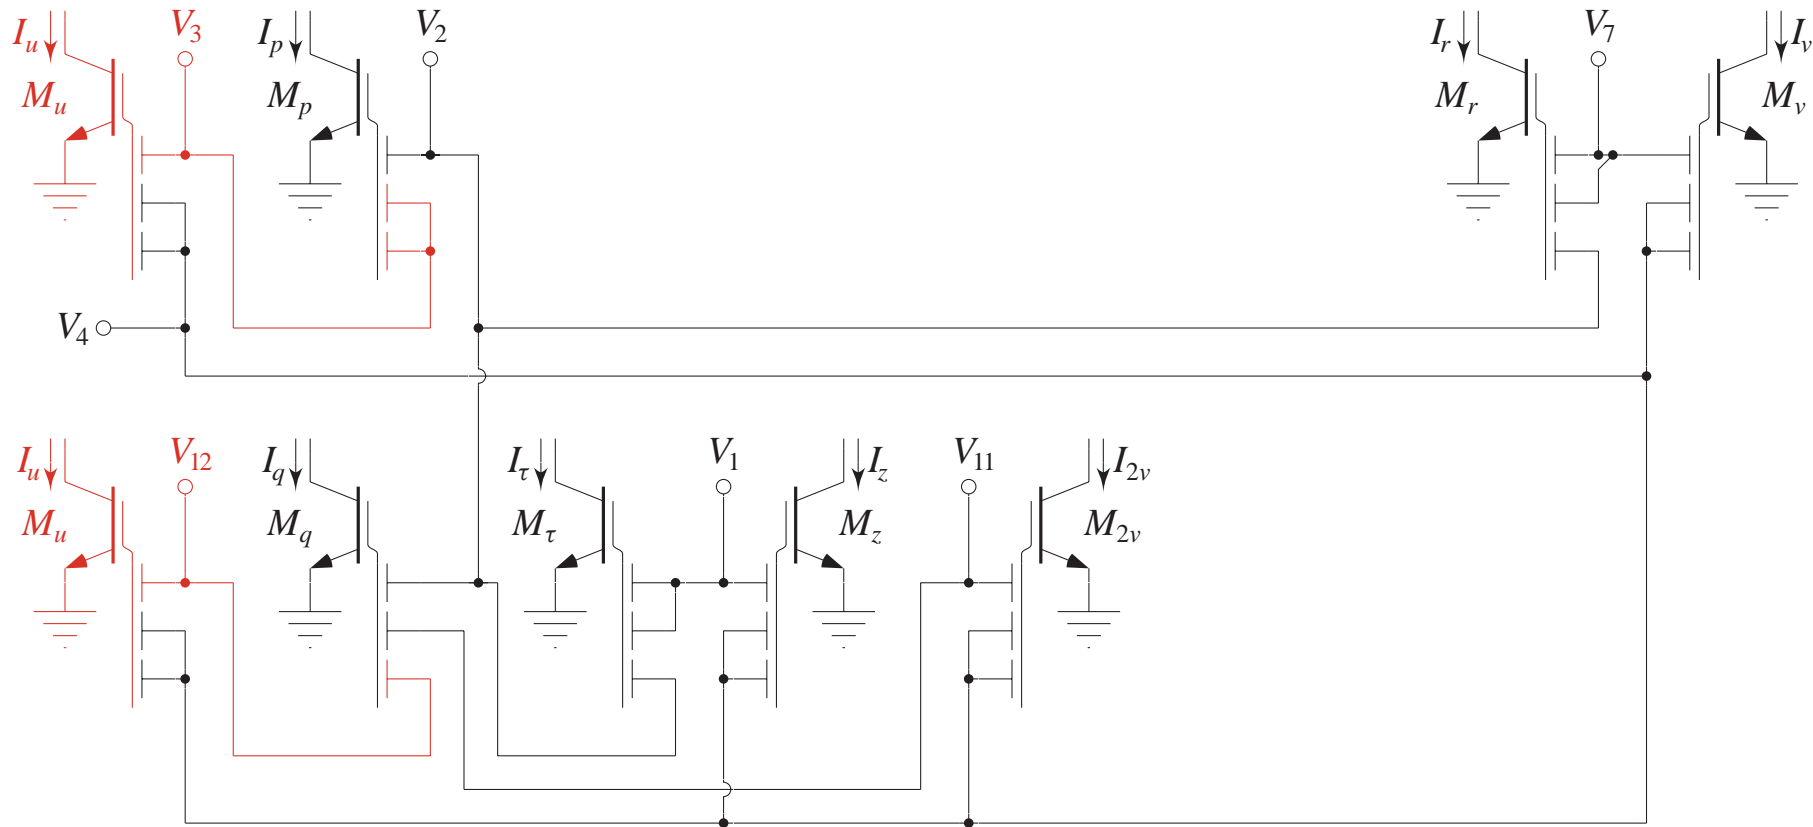 I_u V_3 I_p V_2 I_r V_7 I_v
M_u M_p M_r M_v
V_4
I_u V_12 I_q I_τ V_1 I_z V_11 I_2v
M_u M_q M_τ M_z M_2v